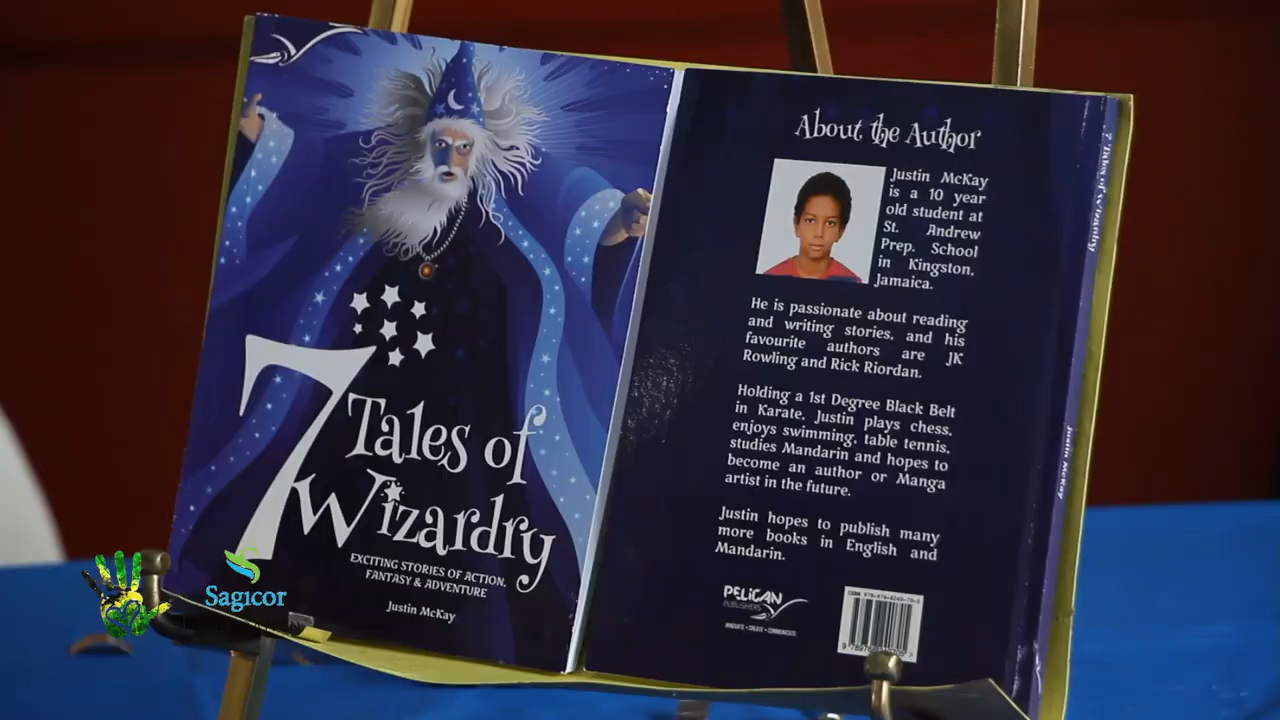 7
Tales of
Wizardry
EXCITING STORIES OF ACTION,
FANTASY & ADVENTURE
Justin McKay
About the Author
Justin McKay
is a 10 year
old student at
St. Andrew
Prep. School
in Kingston,
Jamaica.
He is passionate about reading
and writing stories, and his
favourite authors are JK
Rowling and Rick Riordan.
Holding a 1st Degree Black Belt
in Karate, Justin plays chess,
enjoys swimming, table tennis,
studies Mandarin and hopes to
become an author or Manga
artist in the future.
Justin hopes to publish many
more books in English and
Mandarin.
PELICAN
PUBLISHERS
INNOVATE • CREATE • COMMUNICATE
7 Tales of Wizardry
Justin McKay
Sagicor